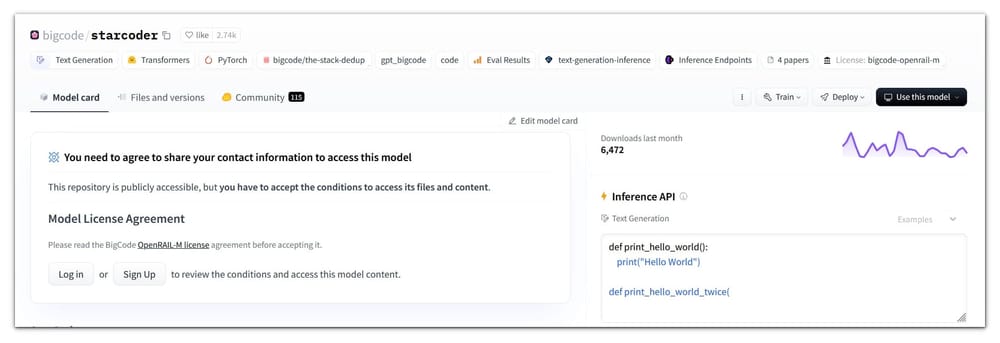 bigcode/starcoder like 2.74k
Text Generation Transformers PyTorch bigcode/the-stack-dedup gpt_bigcode code Eval Results text-generation-inference Inference Endpoints 4 papers License: bigcode-openrail-m
Model card Files and versions Community 115 Train Deploy Use this model
Edit model card
You need to agree to share your contact information to access this model
This repository is publicly accessible, but you have to accept the conditions to access its files and content.
Model License Agreement
Please read the BigCode OpenRAIL-M license agreement before accepting it.
Log in or Sign Up to review the conditions and access this model content.
Downloads last month
6,472
Inference API
Text Generation Examples
def print_hello_world():
print("Hello World")
def print_hello_world_twice(